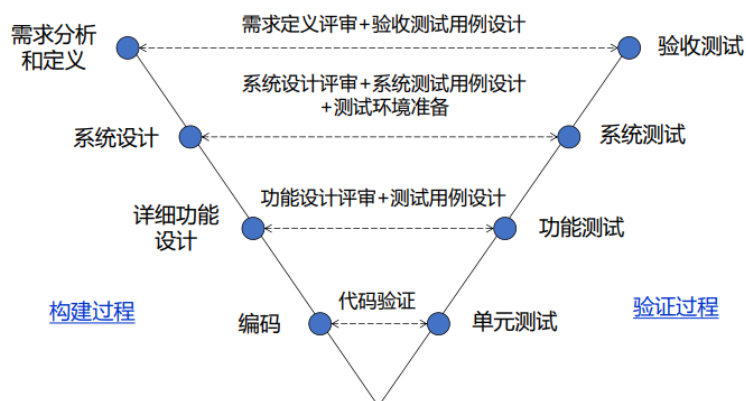 需求定义评审+验收测试用例设计
需求分析
和定义
验收测试
系统设计评审+系统测试用例设计
+测试环境准备
系统设计
系统测试
功能设计评审+测试用例设计
详细功能
设计
功能测试
构建过程
代码验证
验证过程
编码
单元测试